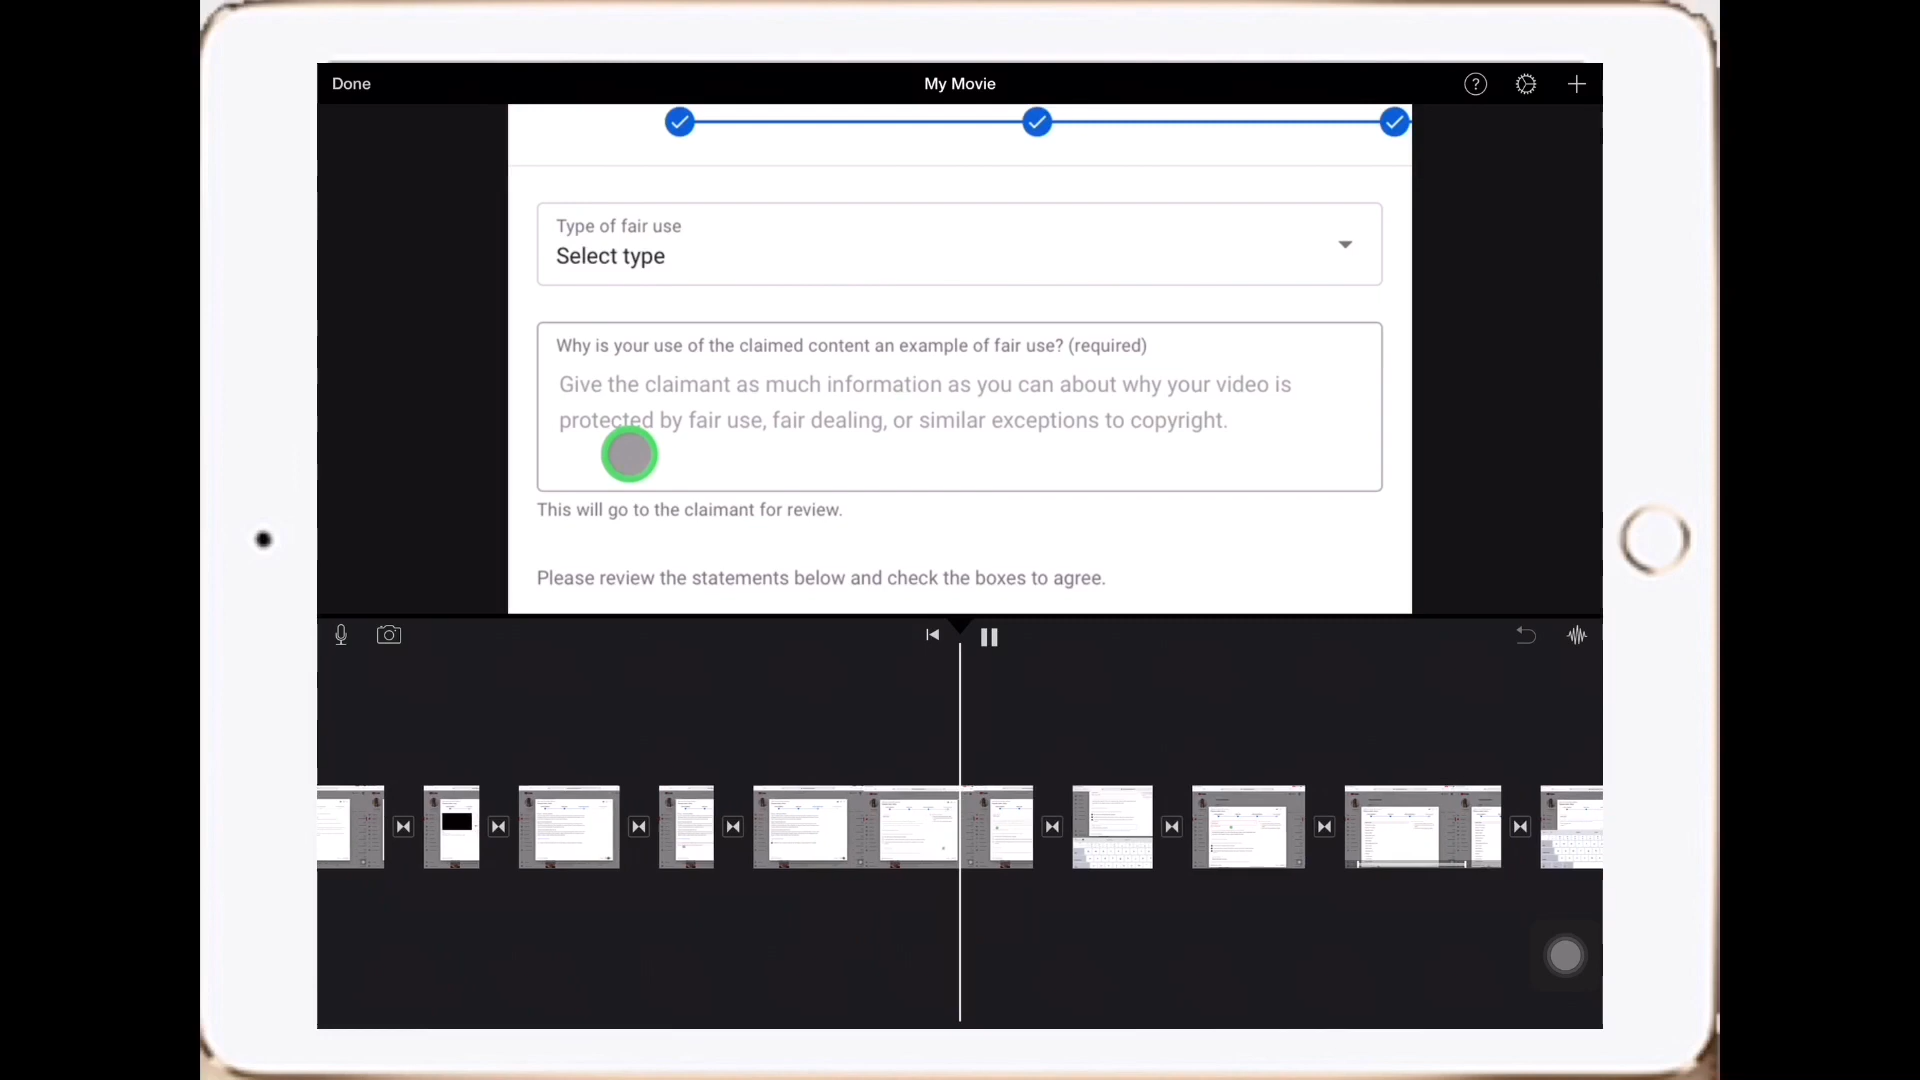 Done
My Movie
Type of fair use
Select type
Why is your use of the claimed content an example of fair use? (required)
Give the claimant as much information as you can about why your video is
protected by fair use, fair dealing, or similar exceptions to copyright.
This will go to the claimant for review.
Please review the statements below and check the boxes to agree.